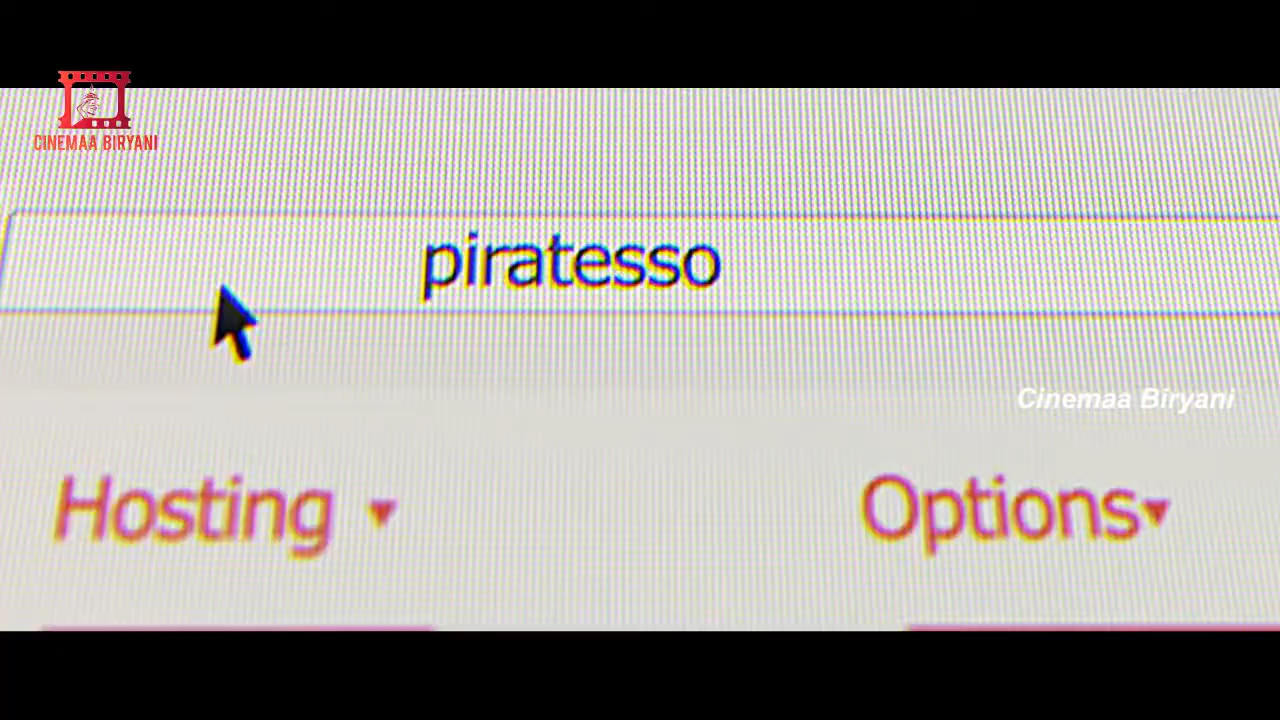 CINEMAA BIRYANI
piratesso
Cinemaa Biryani
Hosting
Options